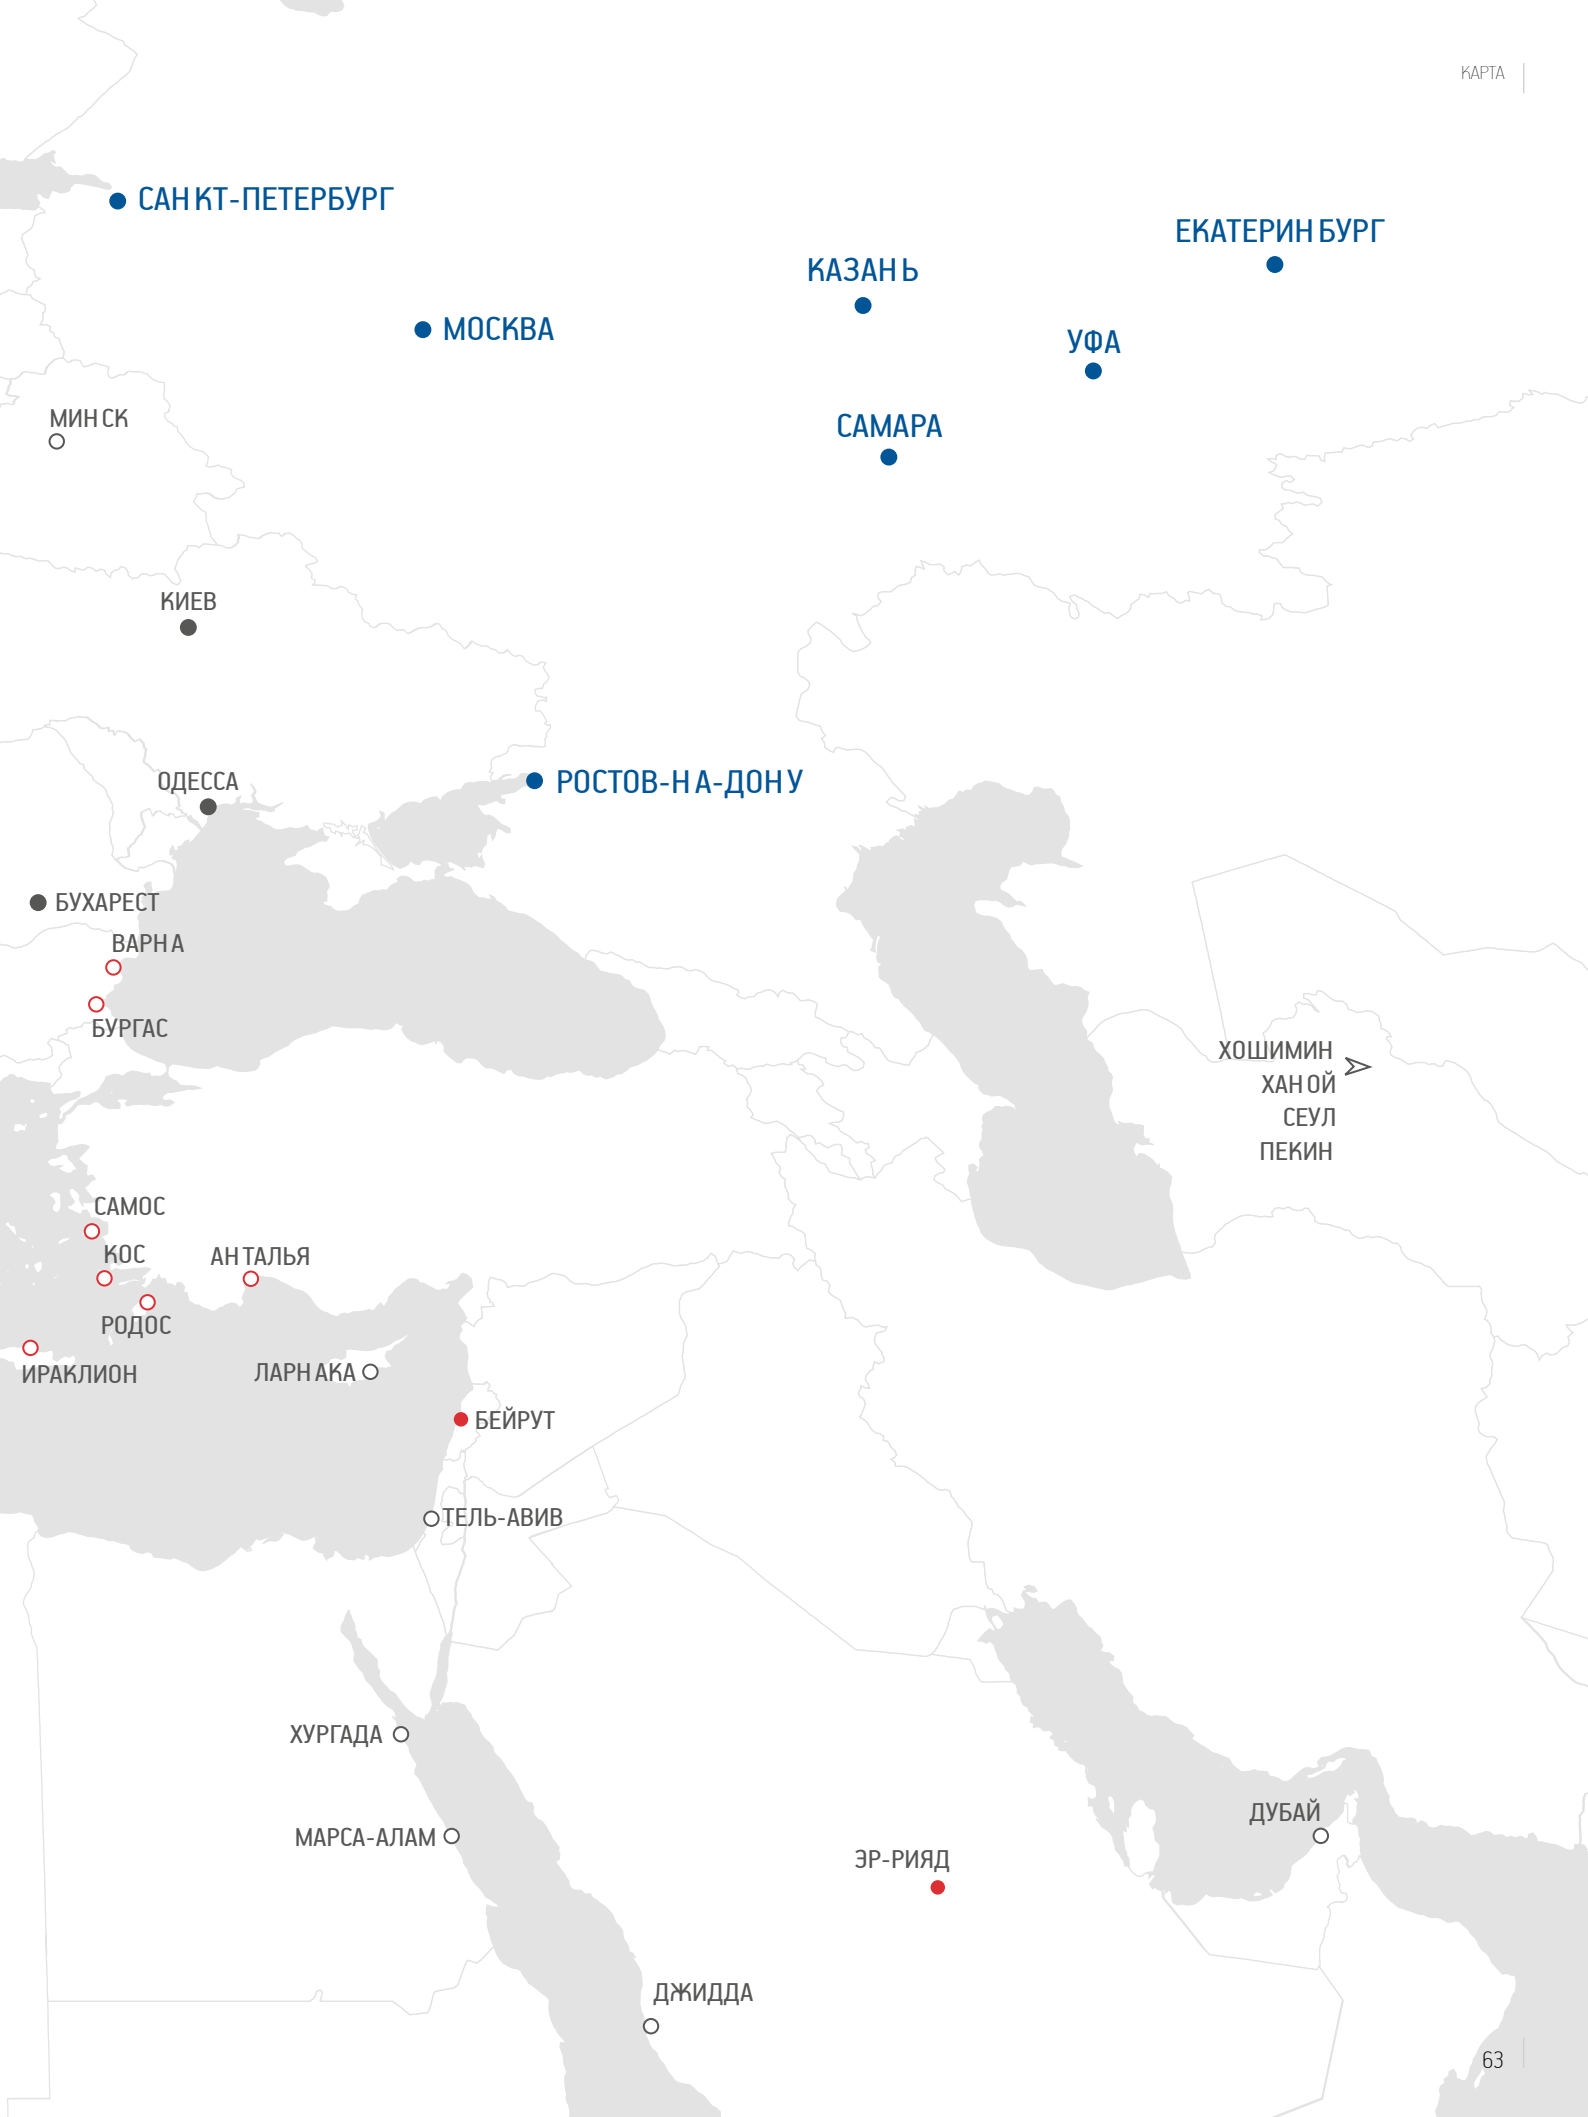 КАРТА
САНКТ-ПЕТЕРБУРГ
ЕКАТЕРИНБУРГ
КАЗАНЬ
МОСКВА
УФА
МИНСК
САМАРА
КИЕВ
ОДЕССА
РОСТОВ-НА-ДОНУ
БУХАРЕСТ
ВАРНА
БУРГАС
ХОШИМИН
ХАНОЙ
СЕУЛ
ПЕКИН
САМОС
КОС
АНТАЛЬЯ
РОДОС
ИРАКЛИОН
ЛАРНАКА
БЕЙРУТ
ТЕЛЬ-АВИВ
ХУРГАДА
ДУБАЙ
МАРСА-АЛАМ
ЭР-РИЯД
ДЖИДДА
63